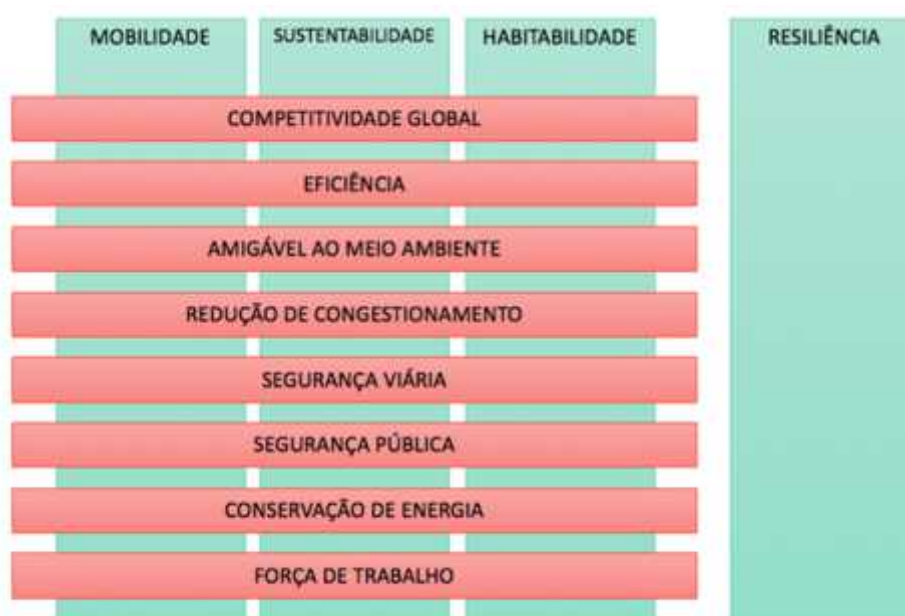 MOBILIDADE
SUSTENTABILIDADE
HABITABILIDADE
RESILIÊNCIA
COMPETITIVIDADE GLOBAL
EFICIÊNCIA
AMIGÁVEL AO MEIO AMBIENTE
REDUÇÃO DE CONGESTIONAMENTO
SEGURANÇA VIÁRIA
SEGURANÇA PÚBLICA
CONSERVAÇÃO DE ENERGIA
FORÇA DE TRABALHO